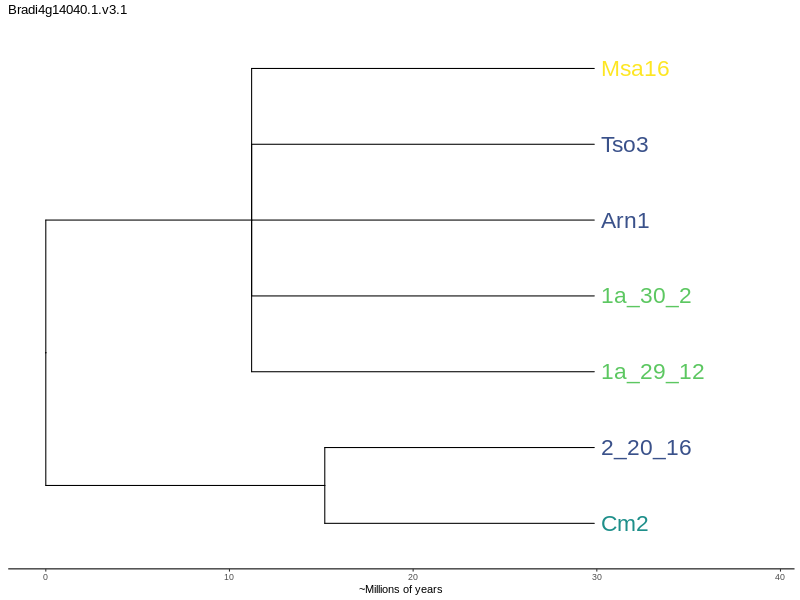 Bradi4g14040.1.v3.1
Msa16
Tso3
Arn1
1a_30_2
1a_29_12
2_20_16
Cm2
0 10 20 30 40
~Millions of years